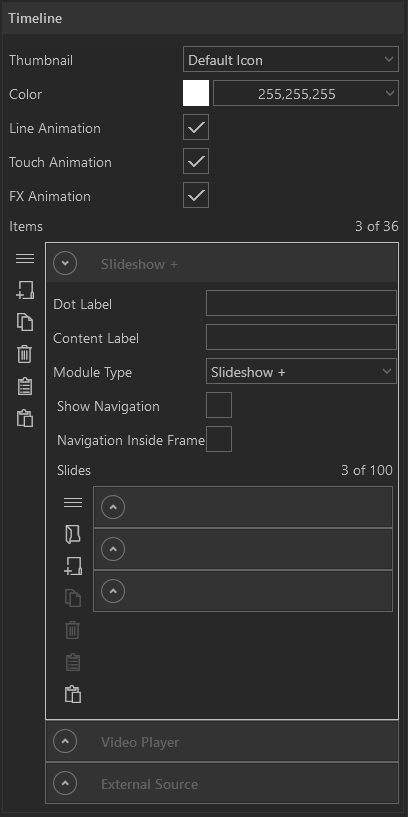 Timeline
Thumbnail Default Icon
Color 255,255,255
Line Animation
Touch Animation
FX Animation
Items 3 of 36
Slideshow +
Dot Label
Content Label
Module Type Slideshow +
Show Navigation
Navigation Inside Frame
Slides 3 of 100
Video Player
External Source